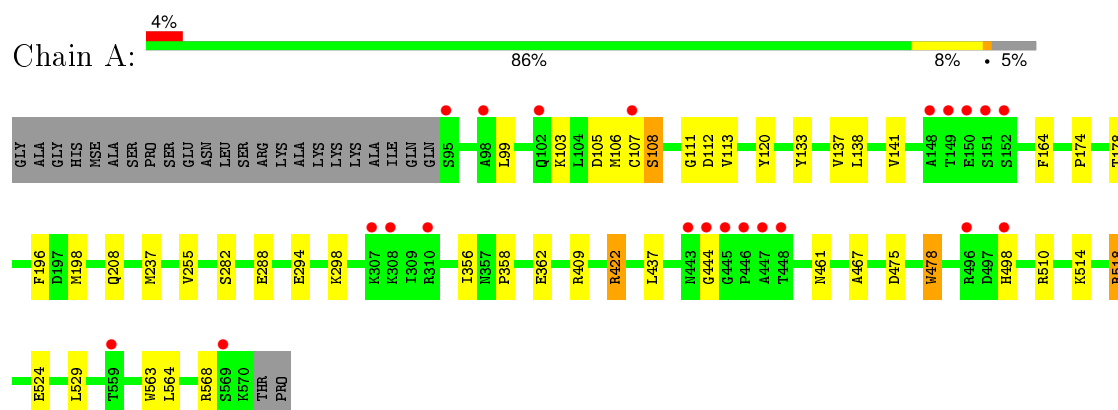 4%
Chain A:
86% 8% • 5%
GLY ALA GLY HIS MSE ALA SER PRO SER GLU ASN LEU SER ARG LYS ALA LYS LYS LYS ALA ILE GLN GLN S95 A98 L99 Q102 K103 L104 D105 M106 C107 S108 G111 D112 V113 Y120 Y133 V137 L138 V141 A148 T149 E150 S151 S152 F164 P174 T178
F196 D197 M198 Q208 M237 V255 S282 E288 E294 K298 K307 K308 I309 R310 I356 N357 P358 E362 R409 R422 L437 N443 G444 G445 P446 A447 T448 N461 A467 D475 W478 R496 D497 H498 R510 K514 R518
E524 L529 T559 W563 L564 R568 S569 K570 THR PRO